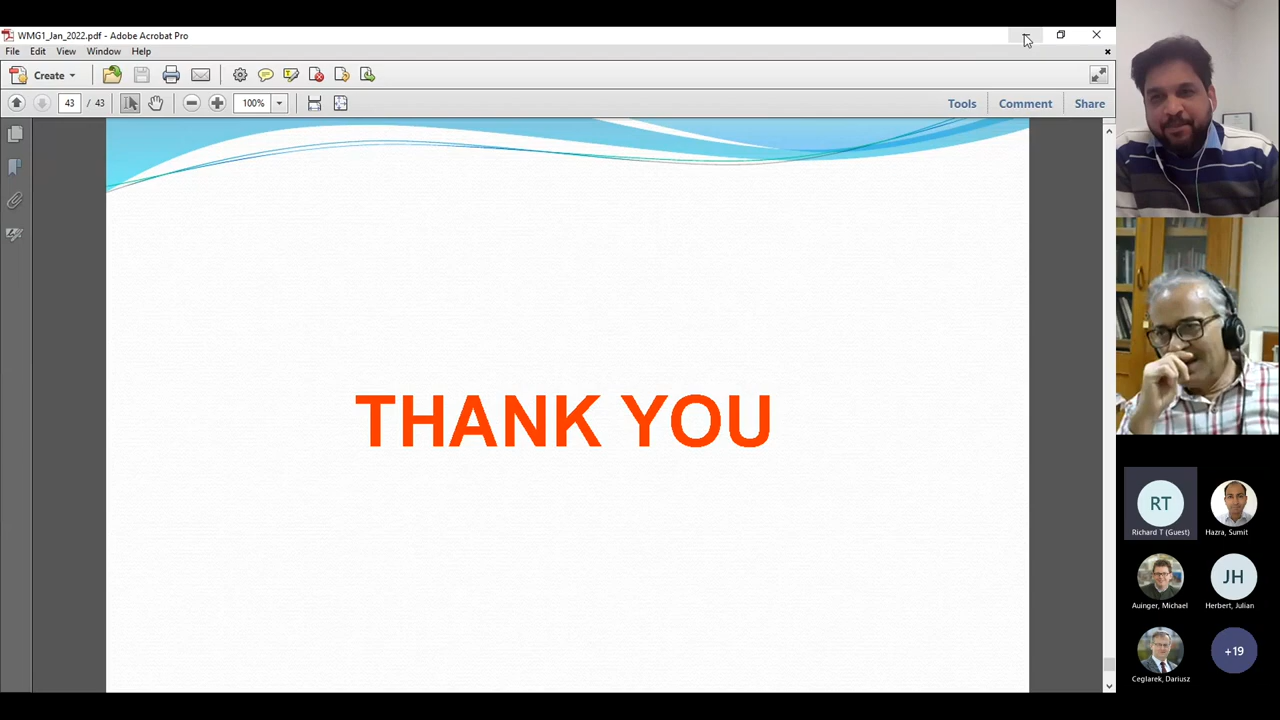 WMG1_Jan_2022.pdf - Adobe Acrobat Pro
File Edit View Window Help
Create
43 / 43
100%
Tools Comment Share
THANK YOU
RT
Richard T (Guest)
Hazra, Sumit
Auinger, Michael
JH
Herbert, Julian
Ceglarek, Dariusz
+19